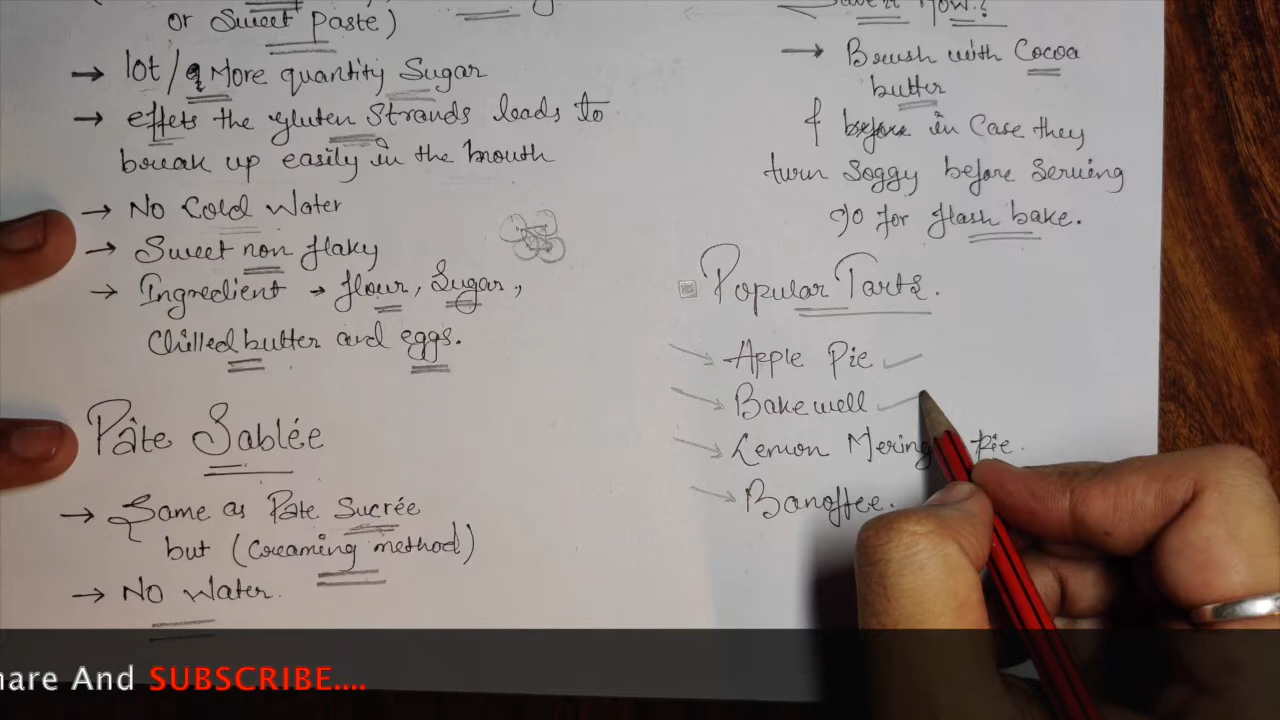 or Sweet paste)
→ lot / More quantity Sugar
→ effets the gluten Strands leads to
break up easily in the mouth
→ No Cold Water
→ Sweet non flaky
→ Ingredient → flour, Sugar,
Chilled butter and eggs.
Pâte Sablée
→ Same as Pâte Sucrée
but (Creaming method)
→ No Water.
How?
→ Brush with Cocoa
butter
f before in Case they
turn Soggy before Serving
go for flash bake.
Popular Tarts.
→ Apple Pie ✓
→ Bakewell ✓
→ Lemon Mering pie.
→ Banoffee.
hare And SUBSCRIBE....